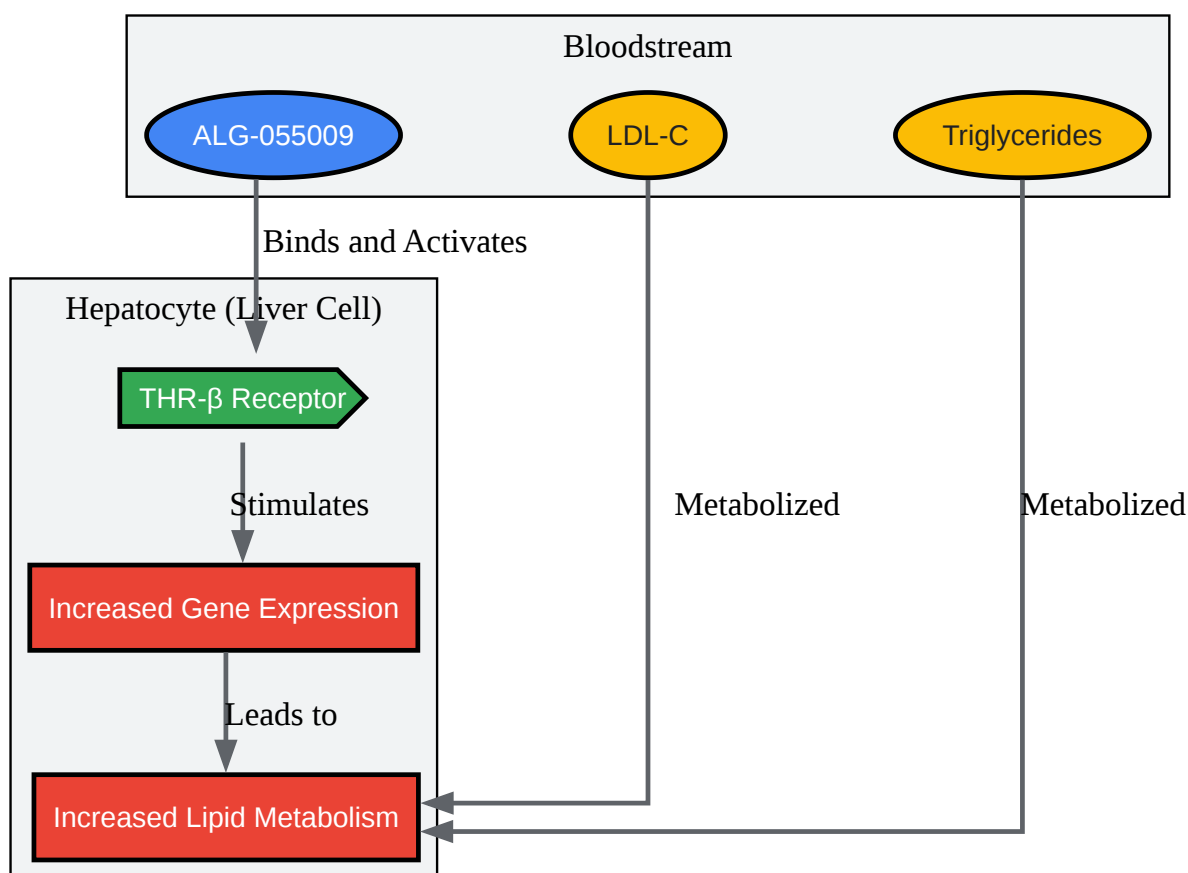 Bloodstream
ALG-055009
LDL-C
Triglycerides
Binds and Activates
Hepatocyte (Liver Cell)
THR-β Receptor
Stimulates
Metabolized
Metabolized
Increased Gene Expression
Leads to
Increased Lipid Metabolism